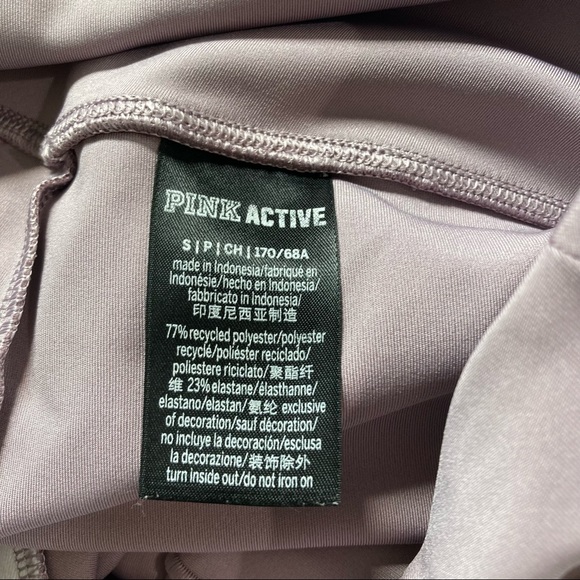 PINK ACTIVE
S | P | CH | 170/68A
made in Indonesia/fabriqué en
Indonésie/hecho en Indonesia/
fabbricato in Indonesia/
印度尼西亚制造
77% recycled polyester/polyester
recyclé/poliéster reciclado/
poliestere riciclato/聚酯纤
维 23% elastane/élasthanne/
elastano/elastan/氨纶 exclusive
of decoration/sauf décoration/
no incluye la decoración/esclusa
la decorazione/装饰除外
turn inside out/do not iron on